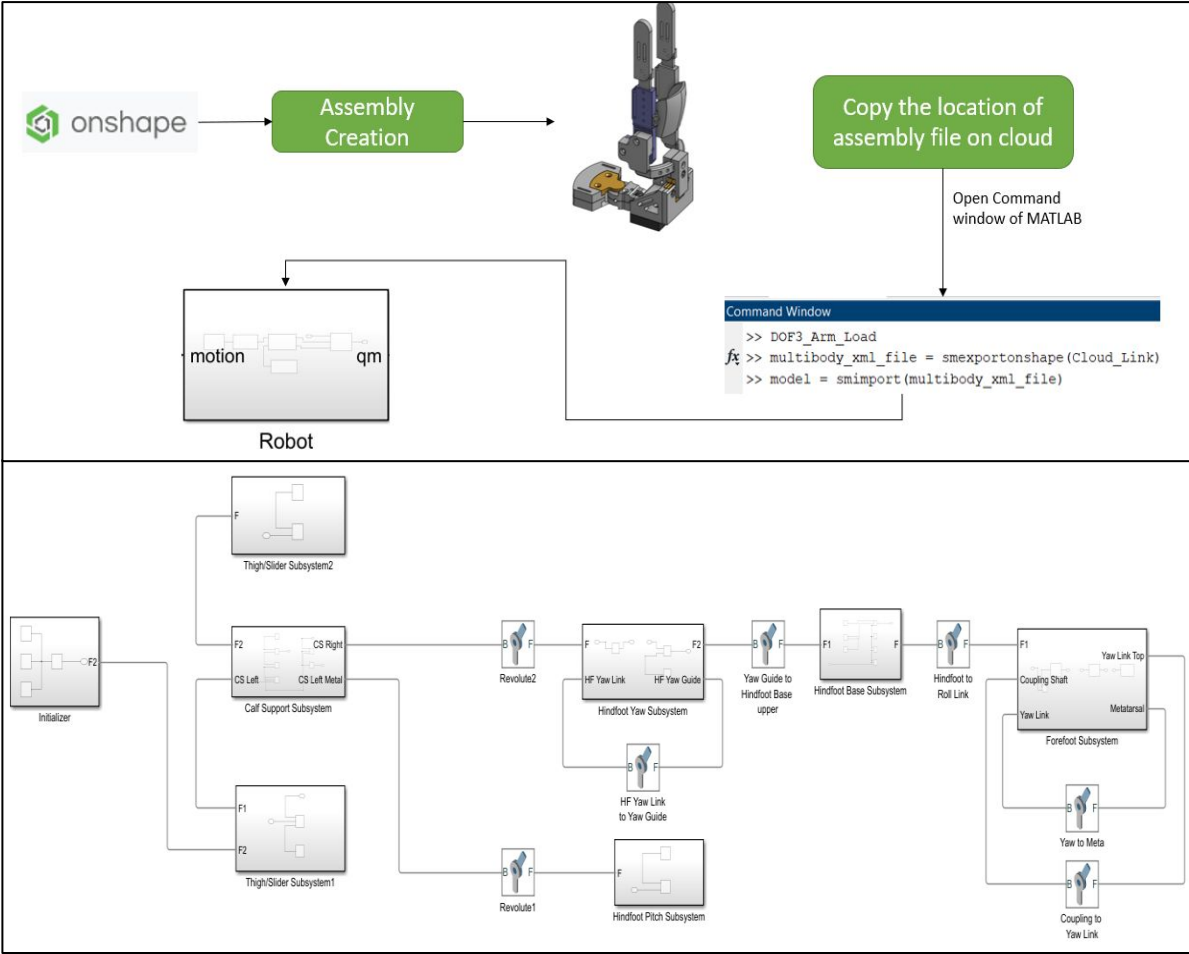 onshape
Assembly
Creation
Copy the location of
assembly file on cloud
Open Command
window of MATLAB
Command Window
>> DOF3_Arm_Load
fx >> multibody_xml_file = smexportonshape(Cloud_Link)
>> model = smimport(multibody_xml_file)
motion
qm
Robot
F
Thigh/Slider Subsystem2
F2
Initializer
F2
CS Right
CS Left
CS Left Metal
Calf Support Subsystem
B
F
Revolute2
F
F2
HF Yaw Link
HF Yaw Guide
Hindfoot Yaw Subsystem
B
F
Yaw Guide to
Hindfoot Base
upper
F1
F
Hindfoot Base Subsystem
B
F
Hindfoot to
Roll Link
F1
Yaw Link Top
Coupling Shaft
Yaw Link
Metatarsal
Forefoot Subsystem
B
F
HF Yaw Link
to Yaw Guide
F1
F2
Thigh/Slider Subsystem1
B
F
Revolute1
F
Hindfoot Pitch Subsystem
B
F
Yaw to Meta
B
F
Coupling to
Yaw Link